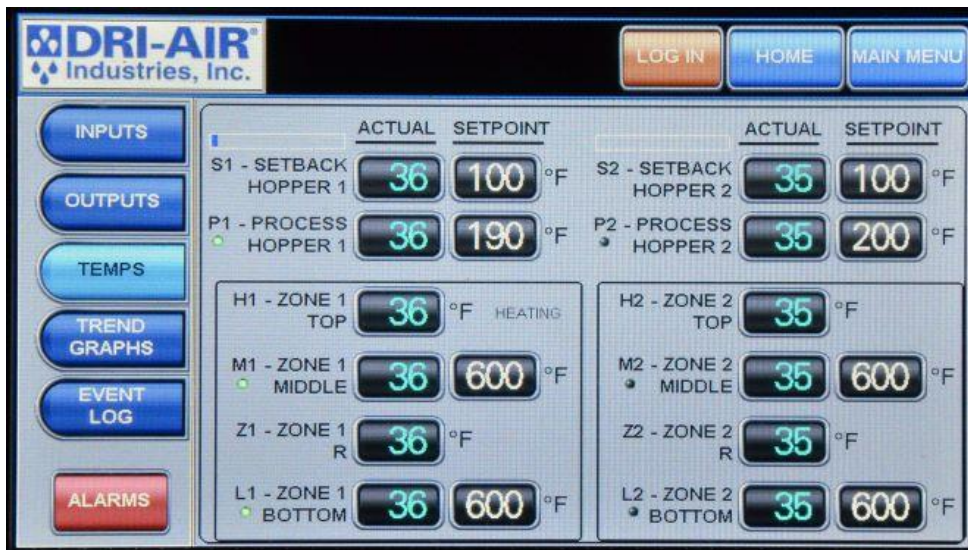 DRI-AIR®
Industries, Inc.
LOG IN
HOME
MAIN MENU
INPUTS
OUTPUTS
TEMPS
TREND
GRAPHS
EVENT
LOG
ALARMS
ACTUAL SETPOINT
S1 - SETBACK
HOPPER 1
36 100 °F
P1 - PROCESS
HOPPER 1
36 190 °F
H1 - ZONE 1
TOP
36 °F HEATING
M1 - ZONE 1
MIDDLE
36 600 °F
Z1 - ZONE 1
R
36 °F
L1 - ZONE 1
BOTTOM
36 600 °F
ACTUAL SETPOINT
S2 - SETBACK
HOPPER 2
35 100 °F
P2 - PROCESS
HOPPER 2
35 200 °F
H2 - ZONE 2
TOP
35 °F
M2 - ZONE 2
MIDDLE
35 600 °F
Z2 - ZONE 2
R
35 °F
L2 - ZONE 2
BOTTOM
35 600 °F